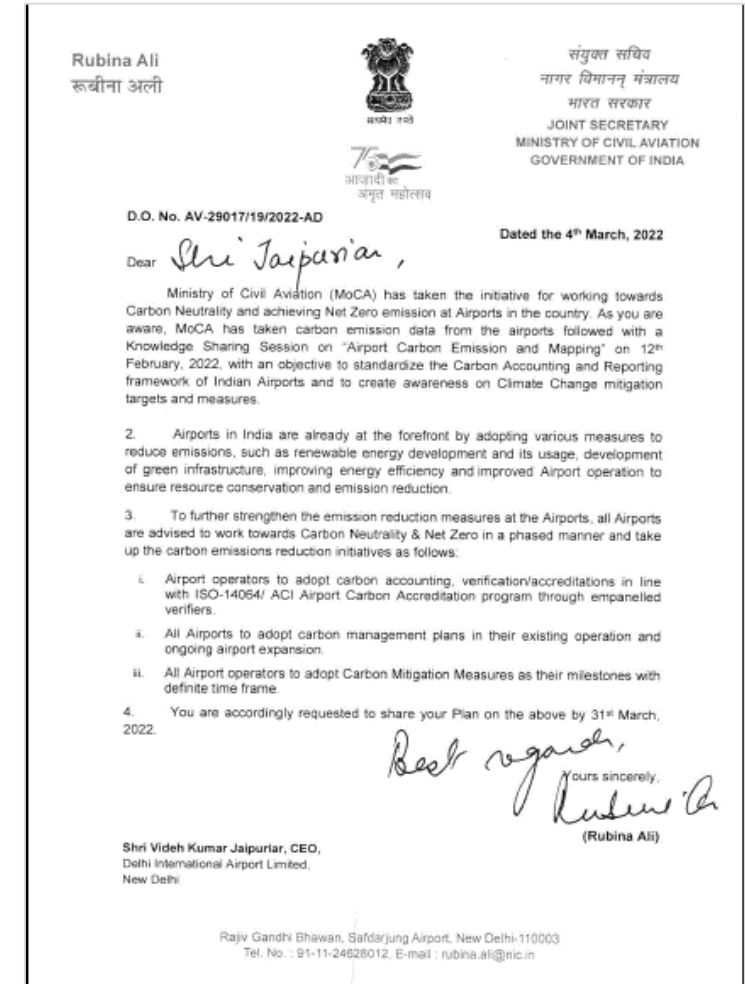 Rubina Ali
रूबीना अली
सत्यमेव जयते
75
आज़ादी का
अमृत महोत्सव
संयुक्त सचिव
नागर विमानन् मंत्रालय
भारत सरकार
JOINT SECRETARY
MINISTRY OF CIVIL AVIATION
GOVERNMENT OF INDIA
D.O. No. AV-29017/19/2022-AD
Dated the 4th March, 2022
Dear Shri Jaipuriar,
Ministry of Civil Aviation (MoCA) has taken the initiative for working towards
Carbon Neutrality and achieving Net Zero emission at Airports in the country. As you are
aware, MoCA has taken carbon emission data from the airports followed with a
Knowledge Sharing Session on "Airport Carbon Emission and Mapping" on 12th
February, 2022, with an objective to standardize the Carbon Accounting and Reporting
framework of Indian Airports and to create awareness on Climate Change mitigation
targets and measures.
2. Airports in India are already at the forefront by adopting various measures to
reduce emissions, such as renewable energy development and its usage, development
of green infrastructure, improving energy efficiency and improved Airport operation to
ensure resource conservation and emission reduction.
3. To further strengthen the emission reduction measures at the Airports, all Airports
are advised to work towards Carbon Neutrality & Net Zero in a phased manner and take
up the carbon emissions reduction initiatives as follows:
i. Airport operators to adopt carbon accounting, verification/accreditations in line
with ISO-14064/ ACI Airport Carbon Accreditation program through empanelled
verifiers.
ii. All Airports to adopt carbon management plans in their existing operation and
ongoing airport expansion.
iii. All Airport operators to adopt Carbon Mitigation Measures as their milestones with
definite time frame.
4. You are accordingly requested to share your Plan on the above by 31st March,
2022.
Best regards,
Yours sincerely,
(Rubina Ali)
Shri Videh Kumar Jaipuriar, CEO,
Delhi International Airport Limited,
New Delhi
Rajiv Gandhi Bhawan, Safdarjung Airport, New Delhi-110003
Tel. No. : 91-11-24628012, E-mail : rubina.ali@nic.in